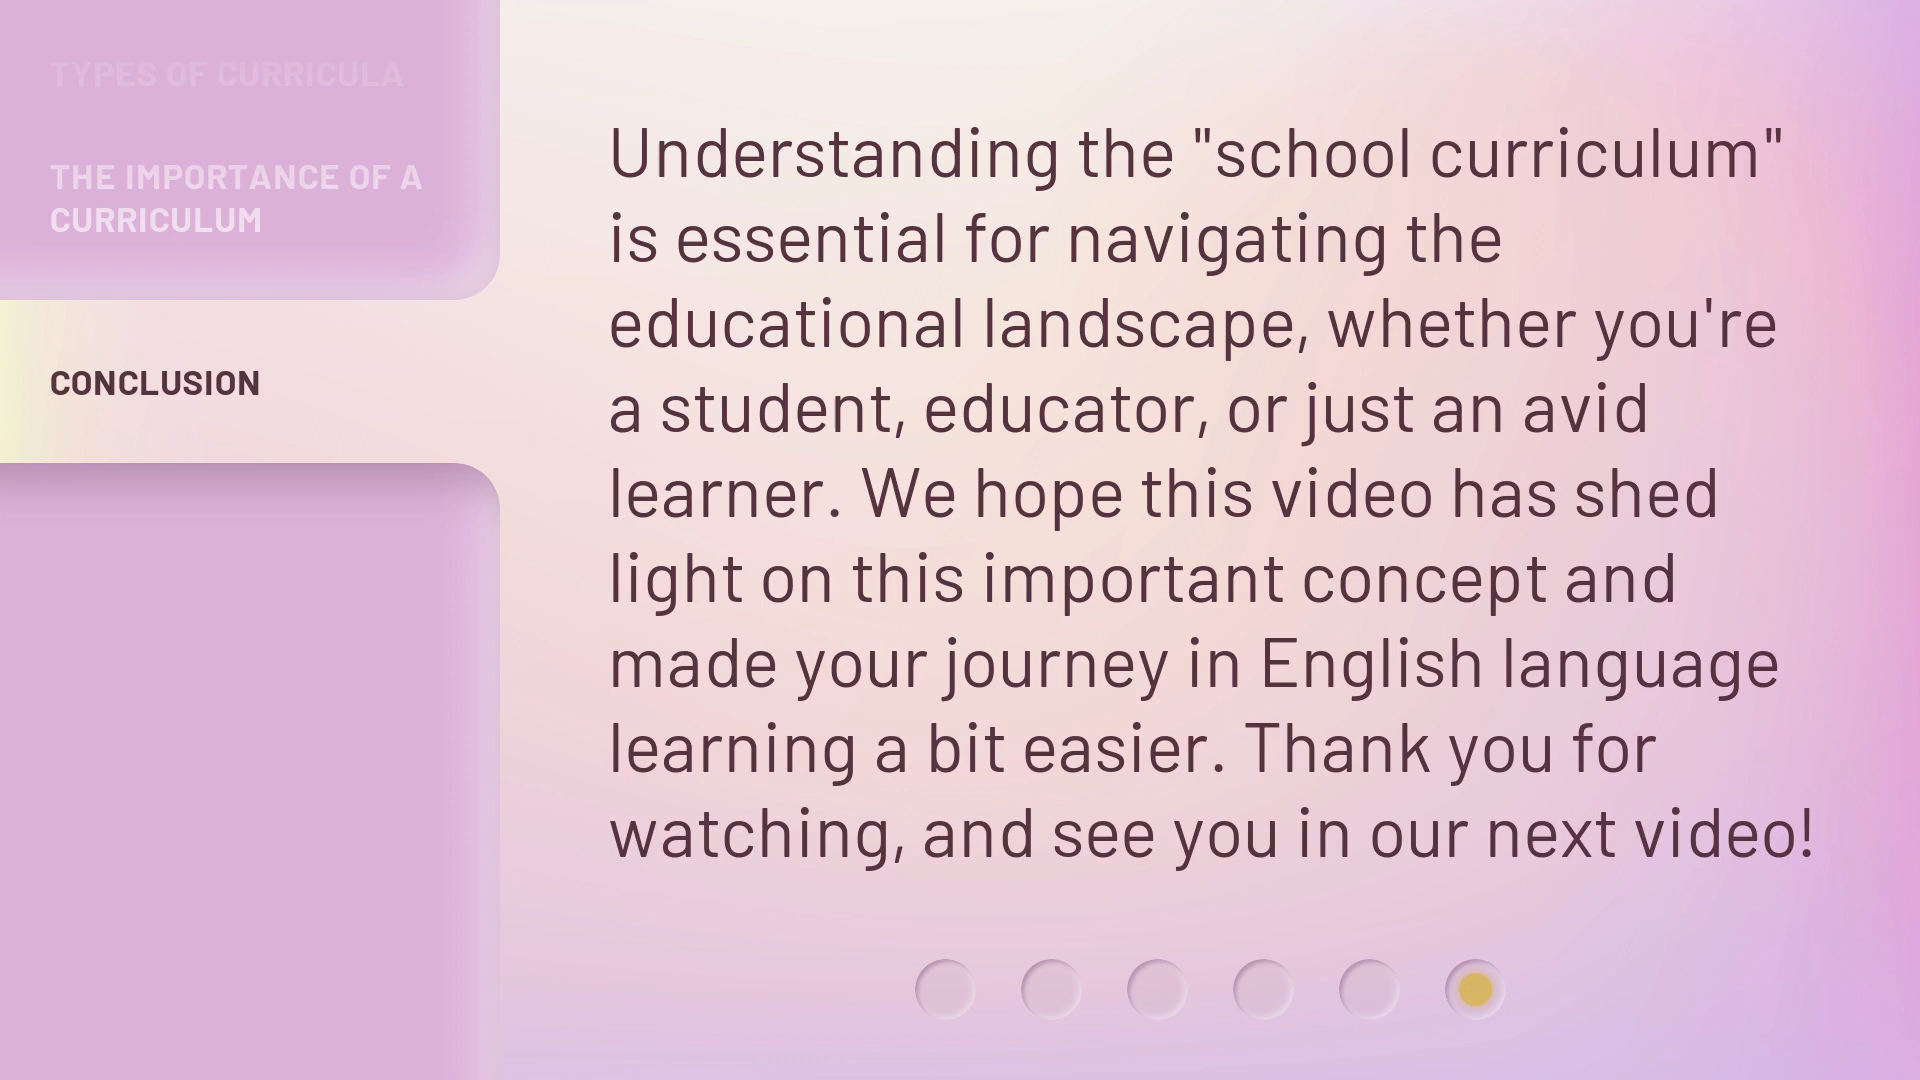 TYPES OF CURRICULA
THE IMPORTANCE OF A
CURRICULUM
CONCLUSION
Understanding the "school curriculum"
is essential for navigating the
educational landscape, whether you're
a student, educator, or just an avid
learner. We hope this video has shed
light on this important concept and
made your journey in English language
learning a bit easier. Thank you for
watching, and see you in our next video!